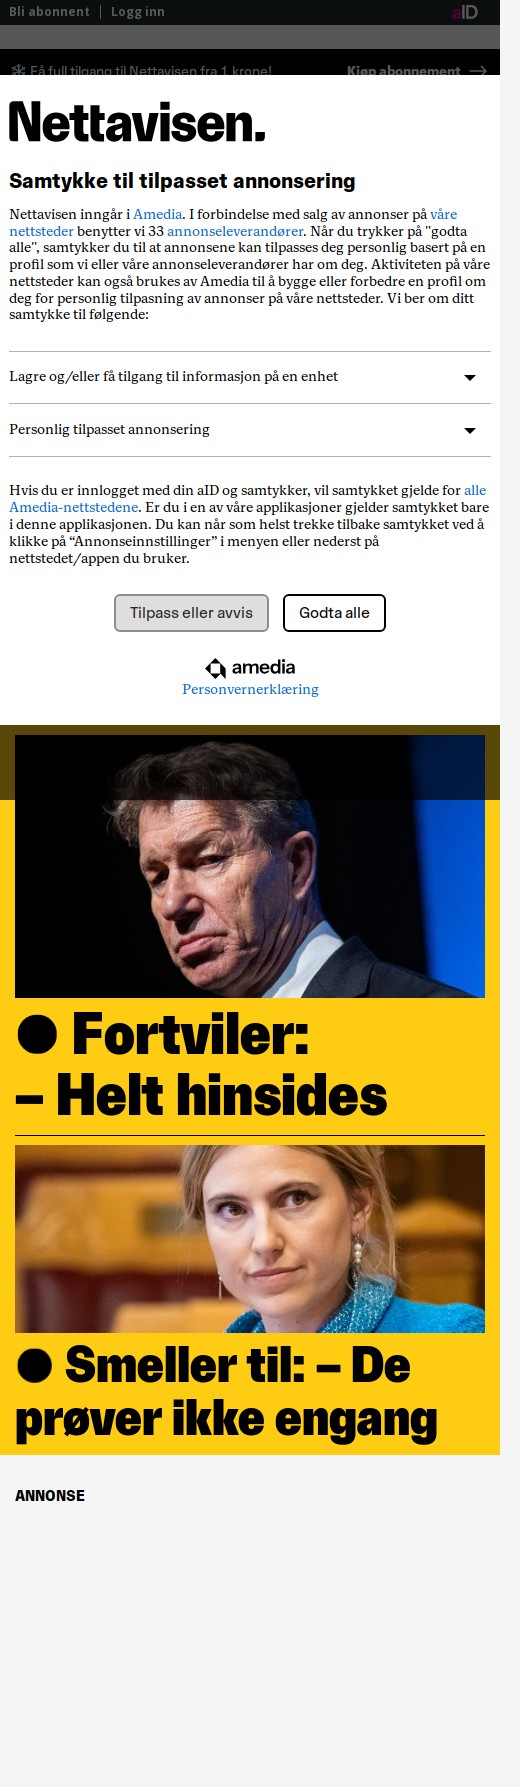 Bli abonnent | Logg inn
aID
Få full tilgang til Nettavisen fra 1 krone! Kjøp abonnement →
Nettavisen.
Samtykke til tilpasset annonsering
Nettavisen inngår i Amedia. I forbindelse med salg av annonser på våre
nettsteder benytter vi 33 annonseleverandører. Når du trykker på "godta
alle", samtykker du til at annonsene kan tilpasses deg personlig basert på en
profil som vi eller våre annonseleverandører har om deg. Aktiviteten på våre
nettsteder kan også brukes av Amedia til å bygge eller forbedre en profil om
deg for personlig tilpasning av annonser på våre nettsteder. Vi ber om ditt
samtykke til følgende:
Lagre og/eller få tilgang til informasjon på en enhet
Personlig tilpasset annonsering
Hvis du er innlogget med din aID og samtykker, vil samtykket gjelde for alle
Amedia-nettstedene. Er du i en av våre applikasjoner gjelder samtykket bare
i denne applikasjonen. Du kan når som helst trekke tilbake samtykket ved å
klikke på “Annonseinnstillinger” i menyen eller nederst på
nettstedet/appen du bruker.
Tilpass eller avvis
Godta alle
amedia
Personvernerklæring
● Fortviler:
– Helt hinsides
● Smeller til: – De
prøver ikke engang
ANNONSE